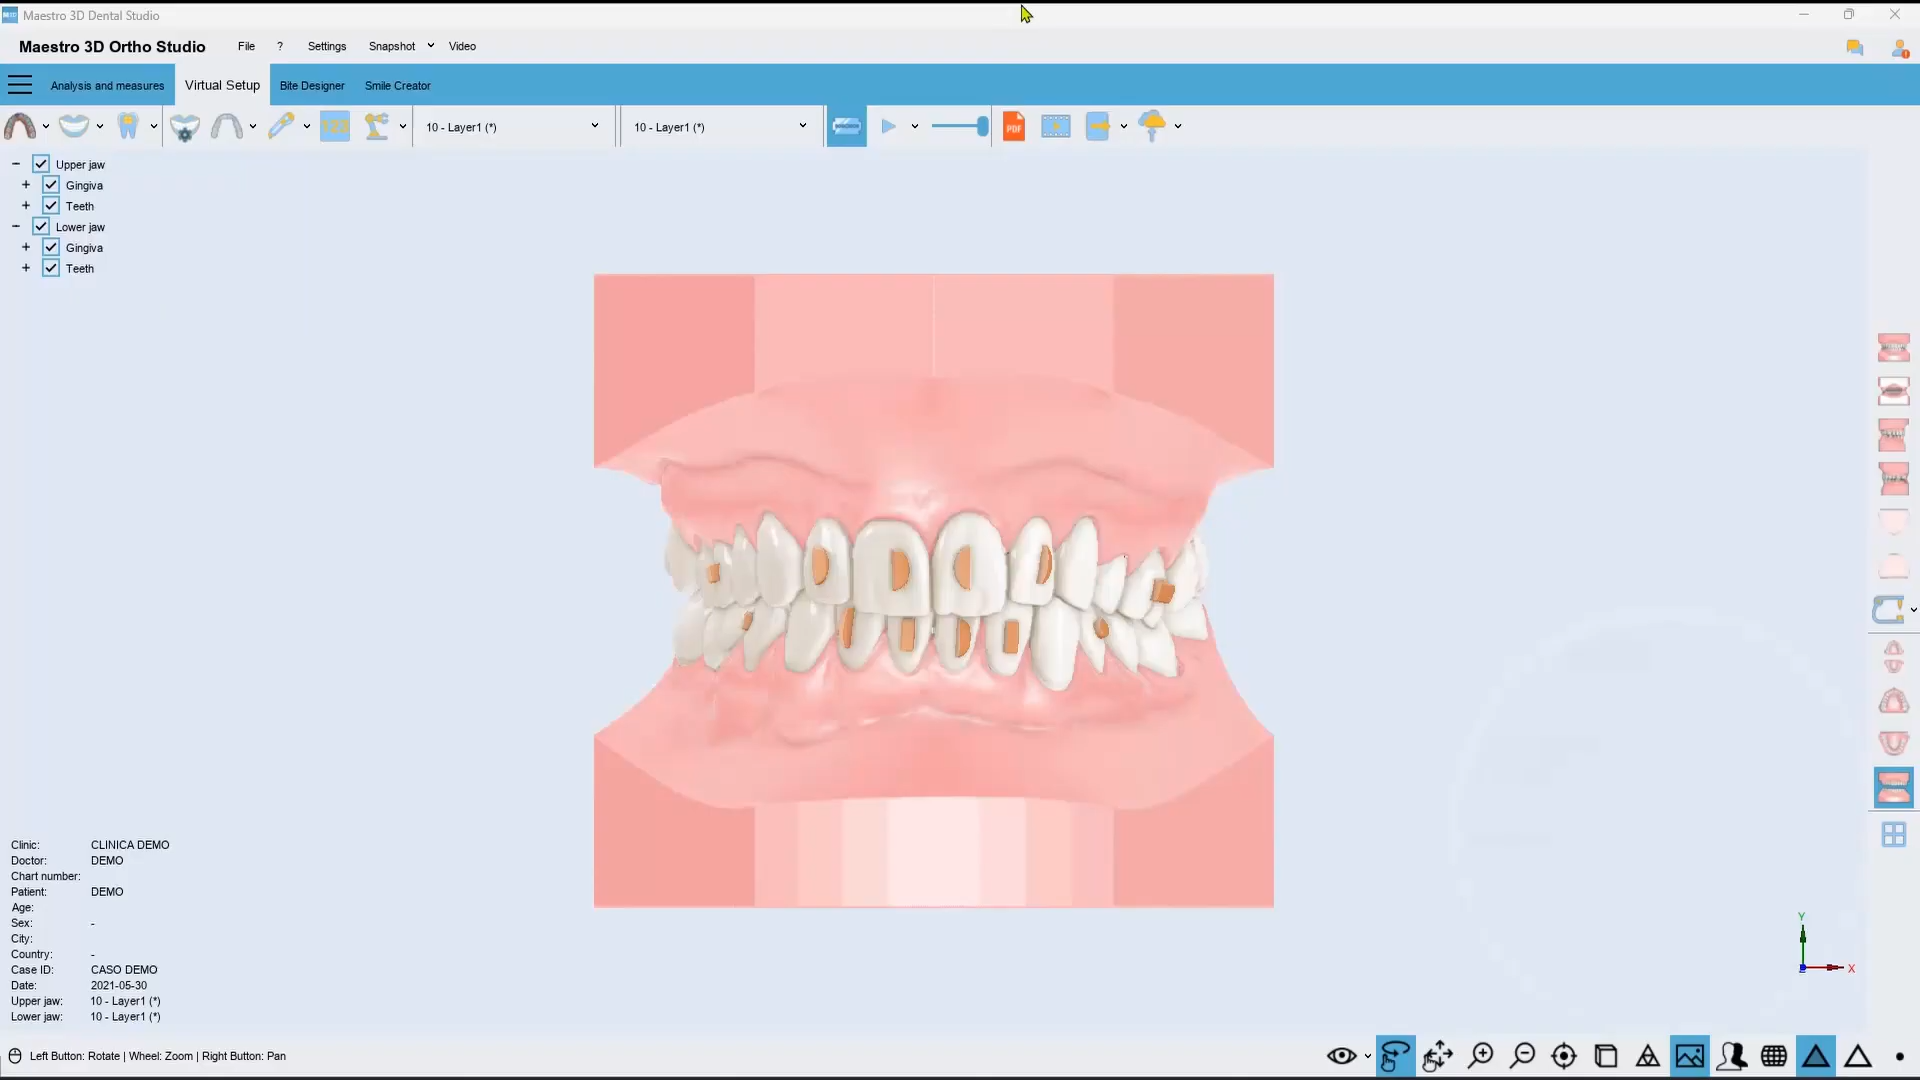 Maestro 3D Dental Studio
Maestro 3D Ortho Studio File ? Settings Snapshot Video
Analysis and measures Virtual Setup Bite Designer Smile Creator
123 10 - Layer1 (*) 10 - Layer1 (*) PDF
Upper jaw
Gingiva
Teeth
Lower jaw
Gingiva
Teeth
Clinic: CLINICA DEMO
Doctor: DEMO
Chart number:
Patient: DEMO
Age:
Sex: -
City:
Country: -
Case ID: CASO DEMO
Date: 2021-05-30
Upper jaw: 10 - Layer1 (*)
Lower jaw: 10 - Layer1 (*)
Y
X
Left Button: Rotate | Wheel: Zoom | Right Button: Pan